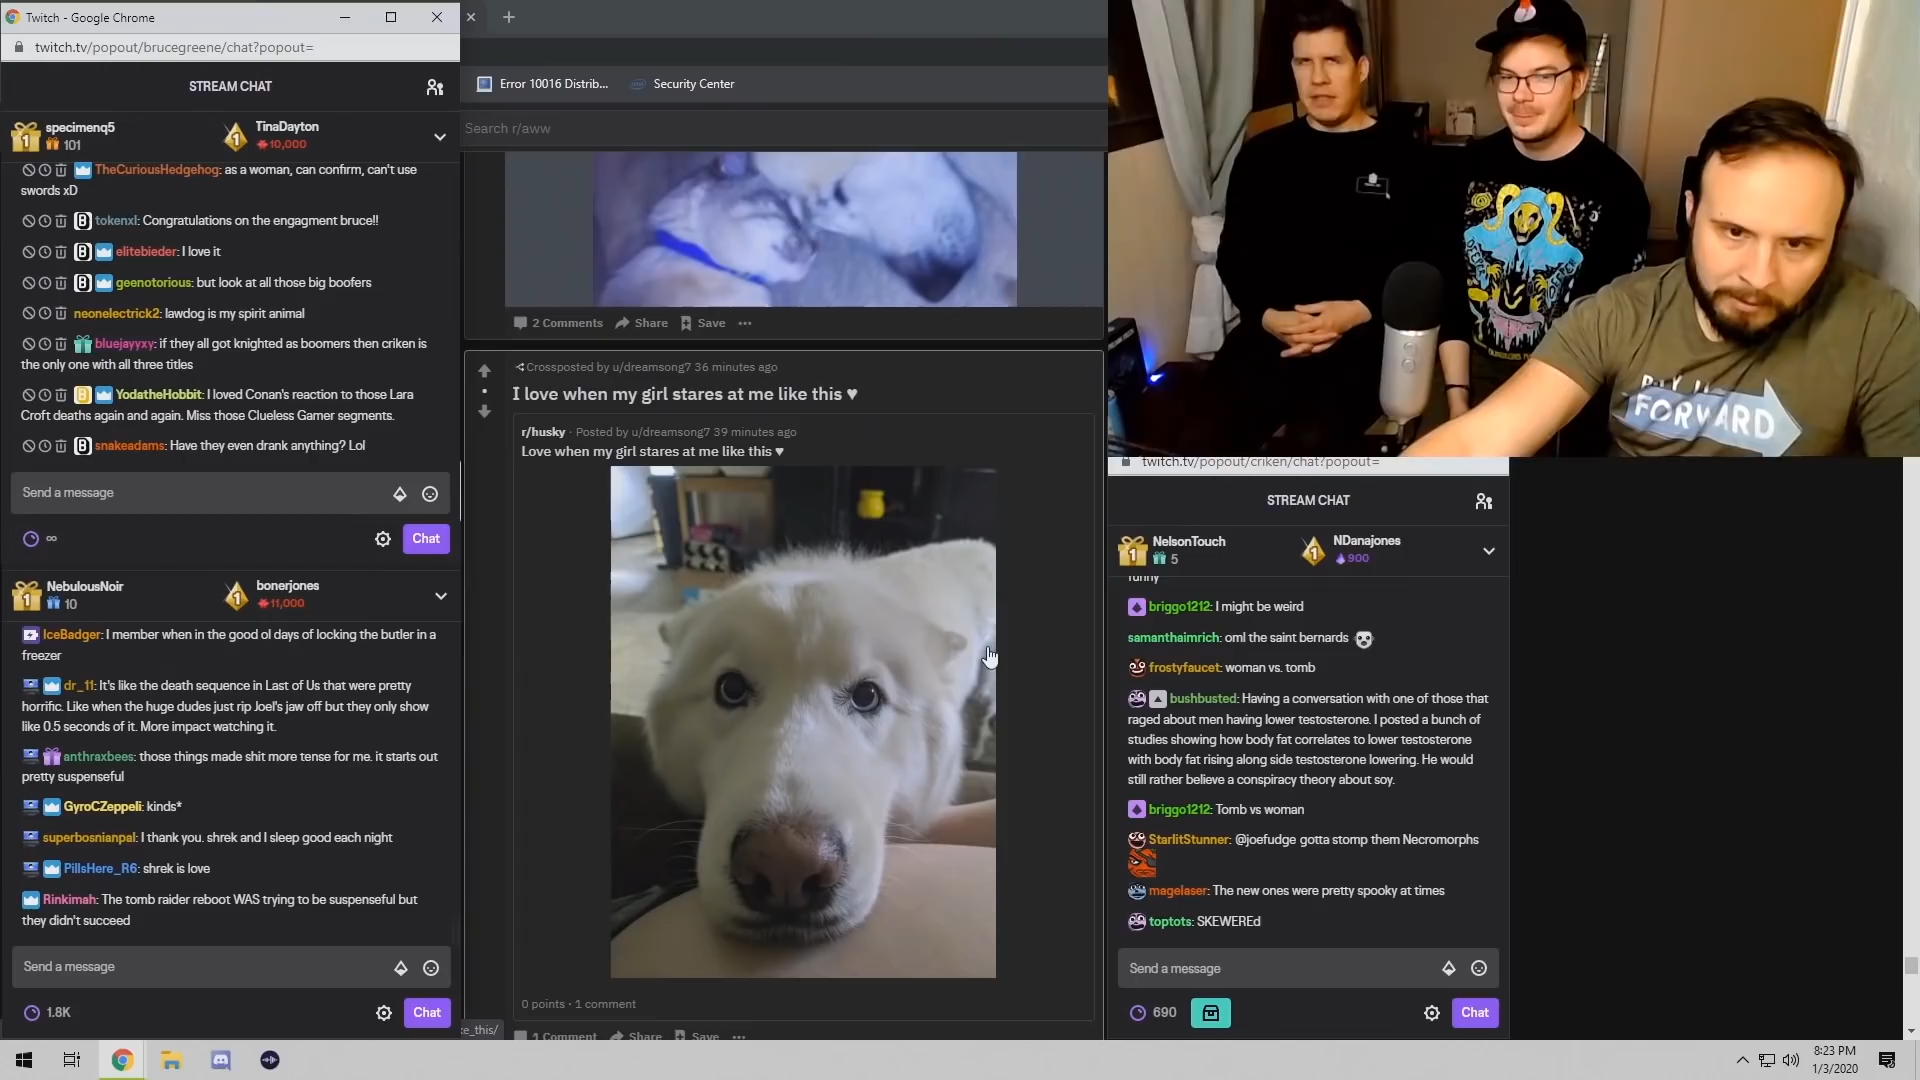 Twitch - Google Chrome
twitch.tv/popout/brucegreene/chat?popout=
STREAM CHAT
specimenq5
101
TinaDayton
10,000
TheCuriousHedgehog: as a woman, can confirm, can't use
swords xD
tokenxl: Congratulations on the engagment bruce!!
elitebieder: I love it
geenotorious: but look at all those big boofers
neonelectrick2: lawdog is my spirit animal
bluejayyxy: if they all got knighted as boomers then criken is
the only one with all three titles
YodatheHobbit: I loved Conan's reaction to those Lara
Croft deaths again and again. Miss those Clueless Gamer segments.
snakeadams: Have they even drank anything? Lol
Send a message
∞
Chat
NebulousNoir
10
bonerjones
11,000
IceBadger: I member when in the good ol days of locking the butler in a
freezer
dr_11: It's like the death sequence in Last of Us that were pretty
horrific. Like when the huge dudes just rip Joel's jaw off but they only show
like 0.5 seconds of it. More impact watching it.
anthraxbees: those things made shit more tense for me. it starts out
pretty suspenseful
GyroCZeppeli: kinds*
superbosnianpal: I thank you. shrek and I sleep good each night
PillsHere_R6: shrek is love
Rinkimah: The tomb raider reboot WAS trying to be suspenseful but
they didn't succeed
Send a message
1.8K
Chat
Error 10016 Distrib...
Security Center
Search r/aww
2 Comments
Share
Save
Crossposted by u/dreamsong7 36 minutes ago
I love when my girl stares at me like this ♥
r/husky · Posted by u/dreamsong7 39 minutes ago
Love when my girl stares at me like this ♥
0 points · 1 comment
1 Comment
Share
Save
ke_this/
FORWARD
twitch.tv/popout/criken/chat?popout=
STREAM CHAT
NelsonTouch
5
NDanajones
900
funny
briggo1212: I might be weird
samanthaimrich: oml the saint bernards
frostyfaucet: woman vs. tomb
bushbusted: Having a conversation with one of those that
raged about men having lower testosterone. I posted a bunch of
studies showing how body fat correlates to lower testosterone
with body fat rising along side testosterone lowering. He would
still rather believe a conspiracy theory about soy.
briggo1212: Tomb vs woman
StarlitStunner: @joefudge gotta stomp them Necromorphs
magelaser: The new ones were pretty spooky at times
toptots: SKEWEREd
Send a message
690
Chat
8:23 PM
1/3/2020